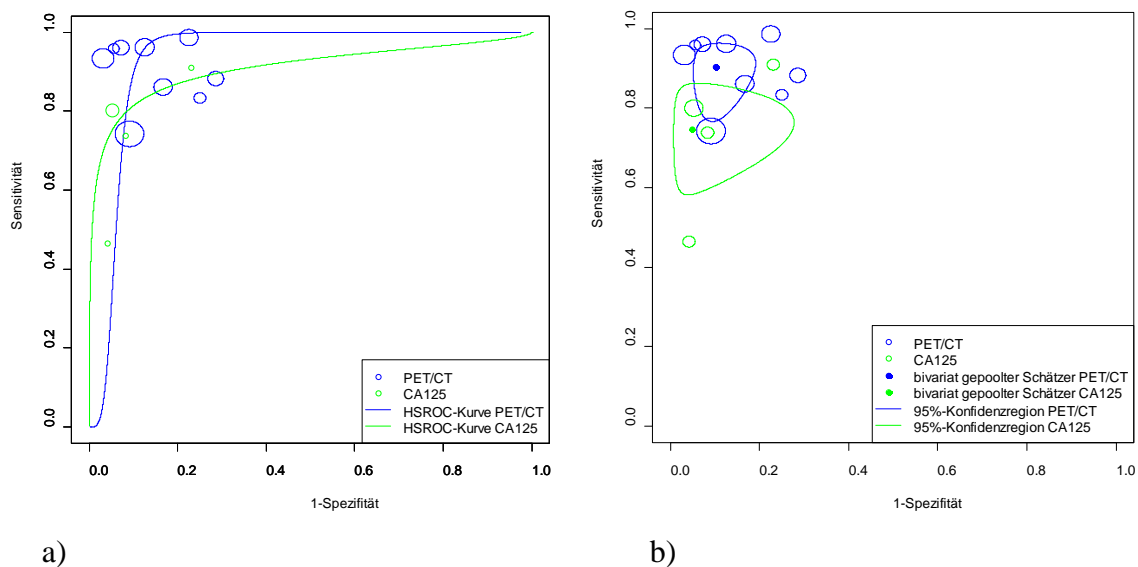 Sensitivität
0.0 0.2 0.4 0.6 0.8 1.0
PET/CT
CA125
HSROC-Kurve PET/CT
HSROC-Kurve CA125
0.0 0.2 0.4 0.6 0.8 1.0
1-Spezifität
a)
Sensitivität
0.0 0.2 0.4 0.6 0.8 1.0
PET/CT
CA125
bivariat gepoolter Schätzer PET/CT
bivariat gepoolter Schätzer CA125
95%-Konfidenzregion PET/CT
95%-Konfidenzregion CA125
0.0 0.2 0.4 0.6 0.8 1.0
1-Spezifität
b)